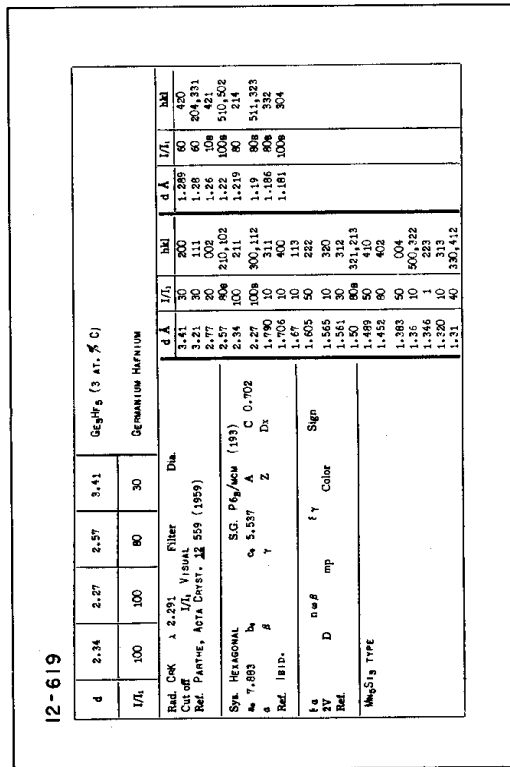 12-619
d 2.34 2.27 2.57 3.41 Ge3Hf5 (3 AT. % C)
I/I1 100 100 80 30 GERMANIUM HAFNIUM
Rad. CRK λ 2.291 Filter Dia.
Cut off I/I1 VISUAL
Ref. PARTHE, ACTA CRYST. 12 559 (1959)
Sys. HEXAGONAL S.G. P63/MCM (193)
a0 7.883 b0 c0 5.537 A C 0.702
α β γ Z Dx
Ref. IBID.
ε α n ω β ε γ Sign
2V D mp Color
Ref.
MN5SI3 TYPE
d Å I/I1 hkl d Å I/I1 hkl
3.41 30 200 1.289 60 420
3.21 30 111 1.28 60 204,331
2.77 20 002 1.26 10B 421
2.57 80B 210,102 1.22 100B 510,502
2.34 100 211 1.219 80 214
2.27 100B 300,112 1.19 80B 511,323
1.790 10 311 1.186 80B 332
1.706 10 400 1.181 100B 304
1.67 10 113
1.605 50 222
1.565 10 320
1.561 30 312
1.50 80B 321,213
1.489 50 410
1.452 80 402
1.383 50 004
1.36 10 500,322
1.346 1 223
1.320 10 313
1.31 40 330,412